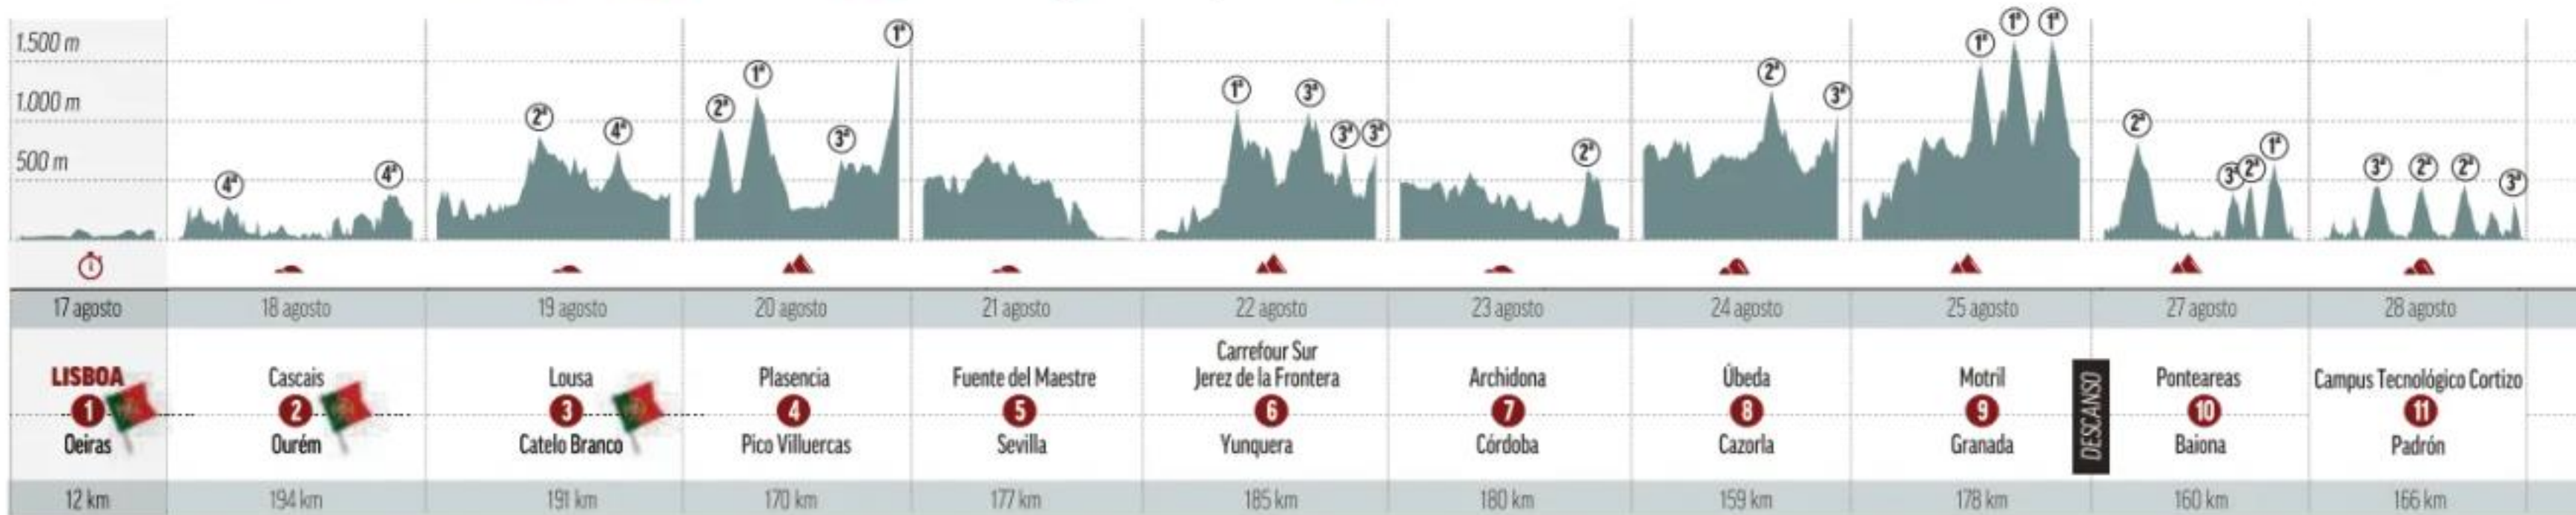 1.500 m
1.000 m
500 m
4ª
4ª
2ª
4ª
2ª
1ª
3ª
1ª
1ª
3ª
3ª
3ª
2ª
2ª
3ª
1ª
1ª
1ª
2ª
3ª
2ª
1ª
3ª
2ª
2ª
3ª
17 agosto
18 agosto
19 agosto
20 agosto
21 agosto
22 agosto
23 agosto
24 agosto
25 agosto
27 agosto
28 agosto
LISBOA
1
Oeiras
Cascais
2
Ourém
Lousa
3
Catelo Branco
Plasencia
4
Pico Villuercas
Fuente del Maestre
5
Sevilla
Carrefour Sur
Jerez de la Frontera
6
Yunquera
Archidona
7
Córdoba
Úbeda
8
Cazorla
Motril
9
Granada
DESCANSO
Ponteareas
10
Baiona
Campus Tecnológico Cortizo
11
Padrón
12 km
194 km
191 km
170 km
177 km
185 km
180 km
159 km
178 km
160 km
166 km